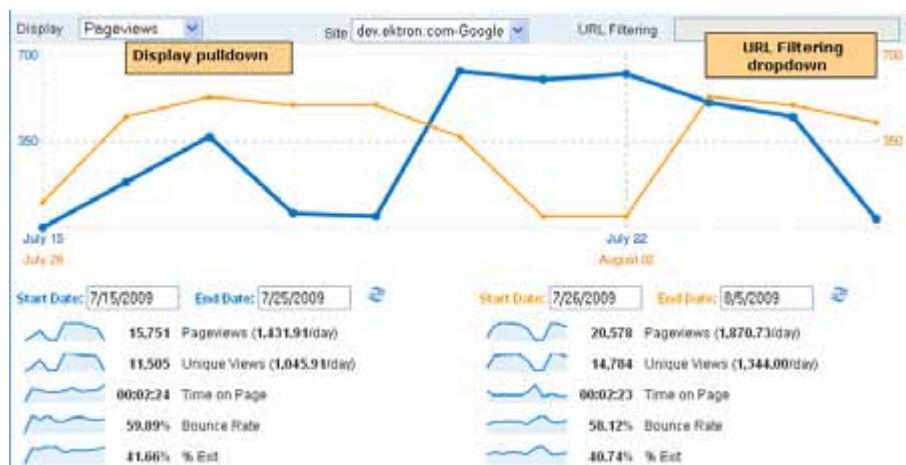 Display Pageviews Site dev.ektron.com-Google URL Filtering
Display pulldown
URL Filtering
dropdown
700 700
350 350
July 15 July 22
July 26 August 02
Start Date: 7/15/2009 End Date: 7/25/2009 Start Date: 7/26/2009 End Date: 8/5/2009
15,751 Pageviews (1,431.91/day) 20,578 Pageviews (1,870.73/day)
11,505 Unique Views (1,045.91/day) 14,784 Unique Views (1,344.00/day)
00:02:24 Time on Page 00:02:23 Time on Page
59.89% Bounce Rate 58.12% Bounce Rate
41.66% % Exit 40.74% % Exit